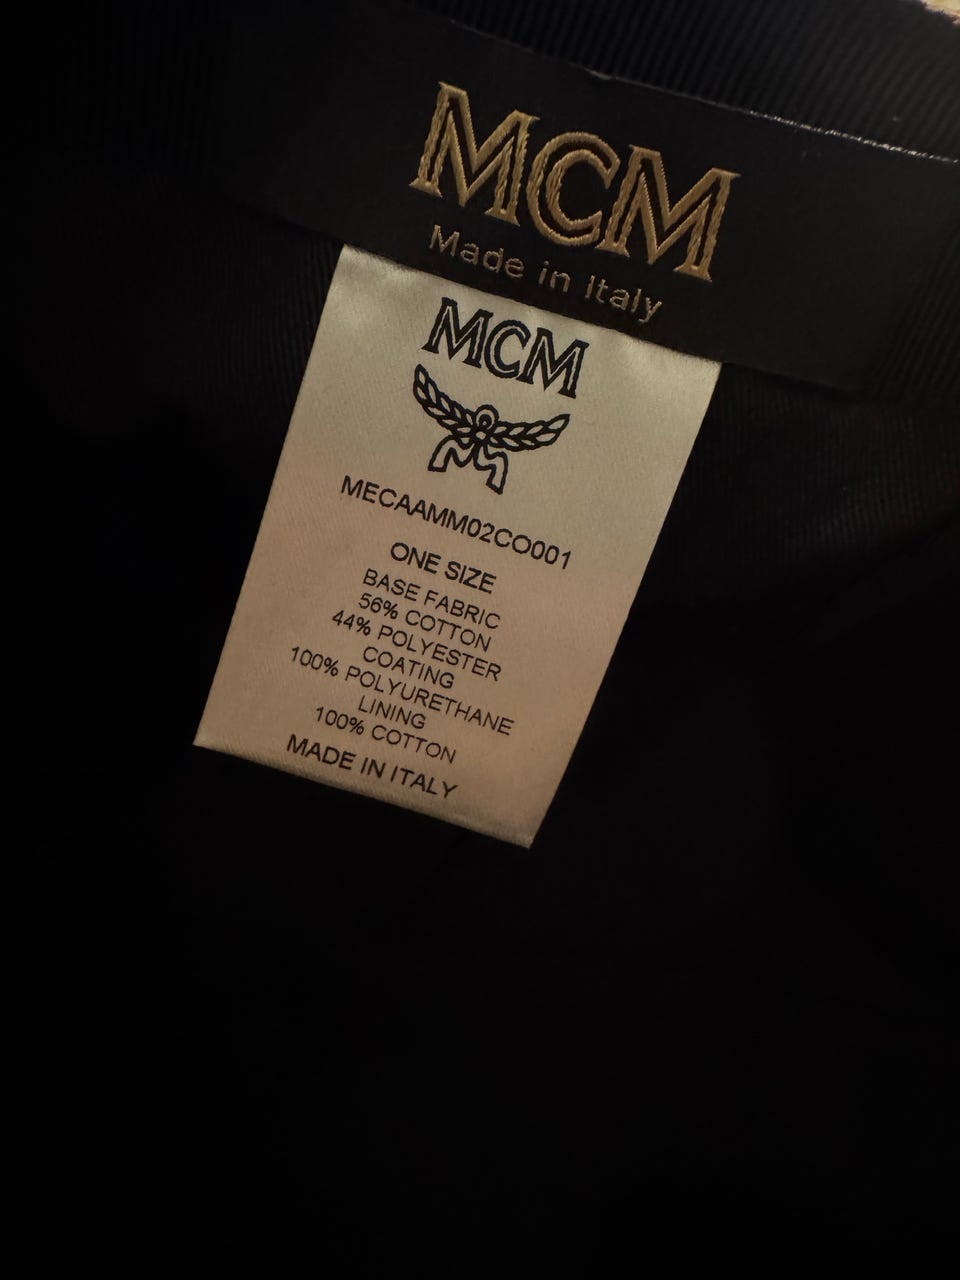 MCM
Made in Italy
MCM
MECAAMM02CO001
ONE SIZE
BASE FABRIC
56% COTTON
44% POLYESTER
COATING
100% POLYURETHANE
LINING
100% COTTON
MADE IN ITALY